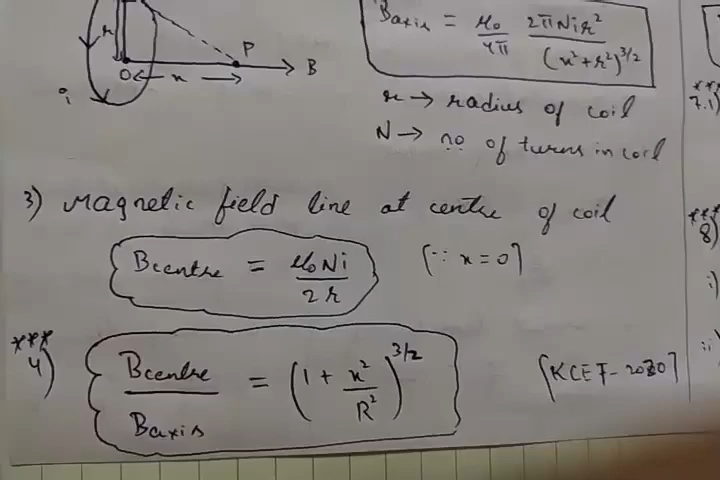 r
P
O
x
B
i
Baxis = μ₀/4π 2πNir²/(x²+r²)^3/2
r → radius of coil
N → no of turns in coil
3) Magnetic field line at centre of coil
Bcentre = μ₀Ni/2r [∵ x = 0]
***
4) Bcentre/Baxis = (1 + x²/R²)^3/2 [KCET-2020]
**
7.1)
***
8)
i)
ii)